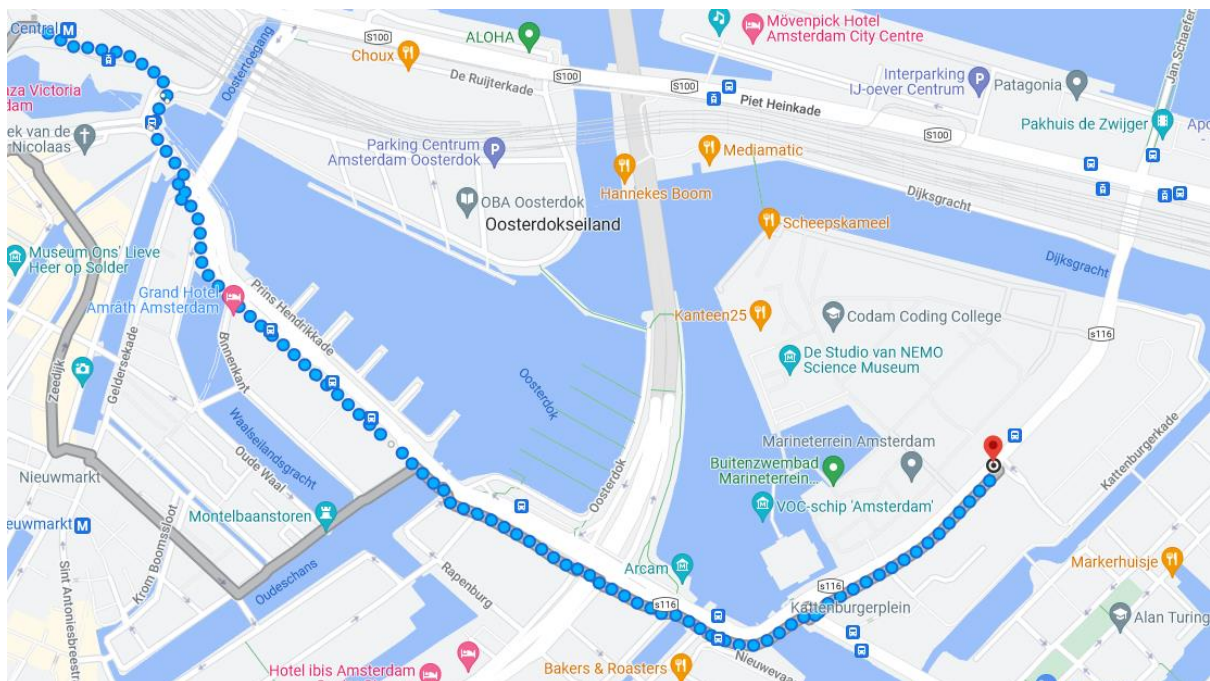 Central M
aza Victoria
dam
ek van de
Nicolaas
S100
Choux
ALOHA
Mövenpick Hotel
Amsterdam City Centre
De Ruijterkade
S100
S100
Piet Heinkade
Interparking
IJ-oever Centrum
Patagonia
Jan Schaefer
Pakhuis de Zwijger
Apo
S100
Oostertoegang
Parking Centrum
Amsterdam Oosterdok
Mediamatic
Hannekes Boom
OBA Oosterdok
Oosterdokseiland
Dijksgracht
Scheepskameel
Dijksgracht
Museum Ons' Lieve
Heer op Solder
Grand Hotel
Amráth Amsterdam
Prins Hendrikkade
Kanteen25
Codam Coding College
s116
De Studio van NEMO
Science Museum
Zeedijk
Geldersekade
Binnenkant
Oosterdok
Waalseilandsgracht
Oude Waal
Marineterrein Amsterdam
Buitenzwembad
Marineterrein...
Kattenburgerkade
Nieuwmarkt
Oosterdok
VOC-schip 'Amsterdam'
Montelbaanstoren
ieuwmarkt M
Krom Boomssloot
Sint Antoniesbreestr
Oudeschans
Rapenburg
Arcam
s116
s116
Kattenburgerplein
Markerhuisje
Alan Turing
Hotel ibis Amsterdam
Bakers & Roasters
Nieuweva